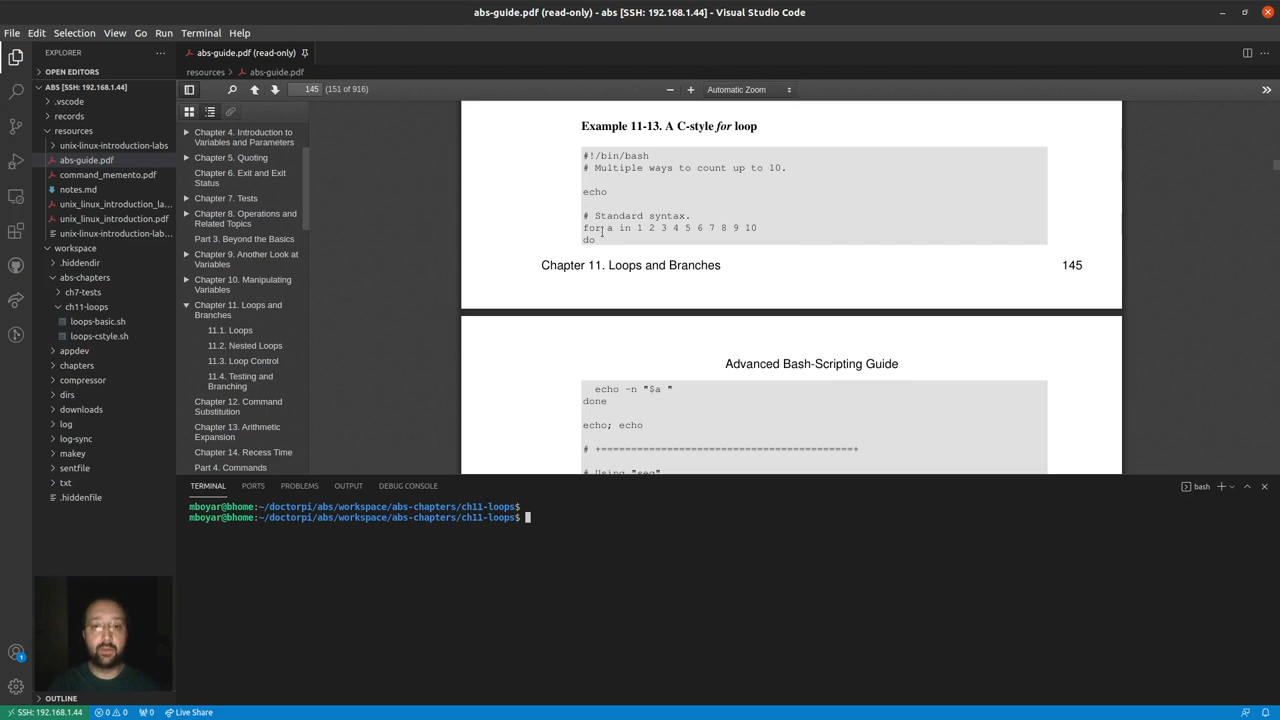 abs-guide.pdf (read-only) - abs [SSH: 192.168.1.44] - Visual Studio Code
File Edit Selection View Go Run Terminal Help
EXPLORER
OPEN EDITORS
ABS [SSH: 192.168.1.44]
.vscode
records
resources
unix-linux-introduction-labs
abs-guide.pdf
command_memento.pdf
notes.md
unix_linux_introduction_la...
unix_linux_introduction.pdf
unix-linux-introduction-lab...
workspace
.hiddendir
abs-chapters
ch7-tests
ch11-loops
loops-basic.sh
loops-cstyle.sh
appdev
chapters
compressor
dirs
downloads
log
log-sync
makey
sentfile
txt
.hiddenfile
OUTLINE
abs-guide.pdf (read-only)
resources > abs-guide.pdf
145 (151 of 916)
Automatic Zoom
Chapter 4. Introduction to
Variables and Parameters
Chapter 5. Quoting
Chapter 6. Exit and Exit
Status
Chapter 7. Tests
Chapter 8. Operations and
Related Topics
Part 3. Beyond the Basics
Chapter 9. Another Look at
Variables
Chapter 10. Manipulating
Variables
Chapter 11. Loops and
Branches
11.1. Loops
11.2. Nested Loops
11.3. Loop Control
11.4. Testing and
Branching
Chapter 12. Command
Substitution
Chapter 13. Arithmetic
Expansion
Chapter 14. Recess Time
Part 4. Commands
Example 11-13. A C-style for loop
#!/bin/bash
# Multiple ways to count up to 10.
echo
# Standard syntax.
for a in 1 2 3 4 5 6 7 8 9 10
do
Chapter 11. Loops and Branches 145
Advanced Bash-Scripting Guide
echo -n "$a "
done
echo; echo
# +==========================================+
# Using "seq"
TERMINAL PORTS PROBLEMS OUTPUT DEBUG CONSOLE
bash
mboyar@bhome:~/doctorpi/abs/workspace/abs-chapters/ch11-loops$
mboyar@bhome:~/doctorpi/abs/workspace/abs-chapters/ch11-loops$
1
SSH: 192.168.1.44 0 0 0 Live Share